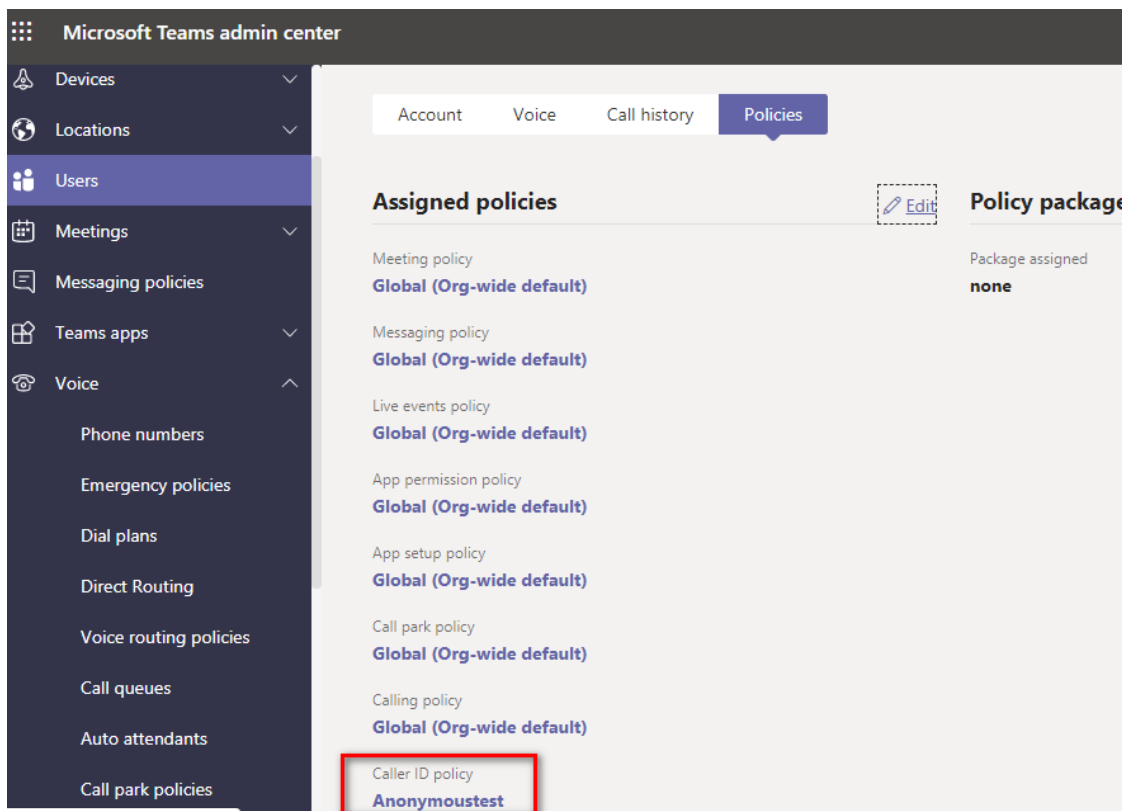 Microsoft Teams admin center
Devices
Locations
Users
Meetings
Messaging policies
Teams apps
Voice
Phone numbers
Emergency policies
Dial plans
Direct Routing
Voice routing policies
Call queues
Auto attendants
Call park policies
Account Voice Call history Policies
Assigned policies Edit
Meeting policy
Global (Org-wide default)
Messaging policy
Global (Org-wide default)
Live events policy
Global (Org-wide default)
App permission policy
Global (Org-wide default)
App setup policy
Global (Org-wide default)
Call park policy
Global (Org-wide default)
Calling policy
Global (Org-wide default)
Caller ID policy
Anonymoustest
Policy package
Package assigned
none